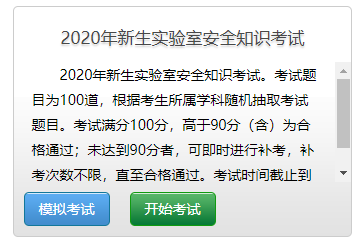 2020年新生实验室安全知识考试
2020年新生实验室安全知识考试。考试题
目为100道，根据考生所属学科随机抽取考试
题目。考试满分100分，高于90分（含）为合
格通过；未达到90分者，可即时进行补考，补
考次数不限，直至合格通过。考试时间截止到
模拟考试 开始考试